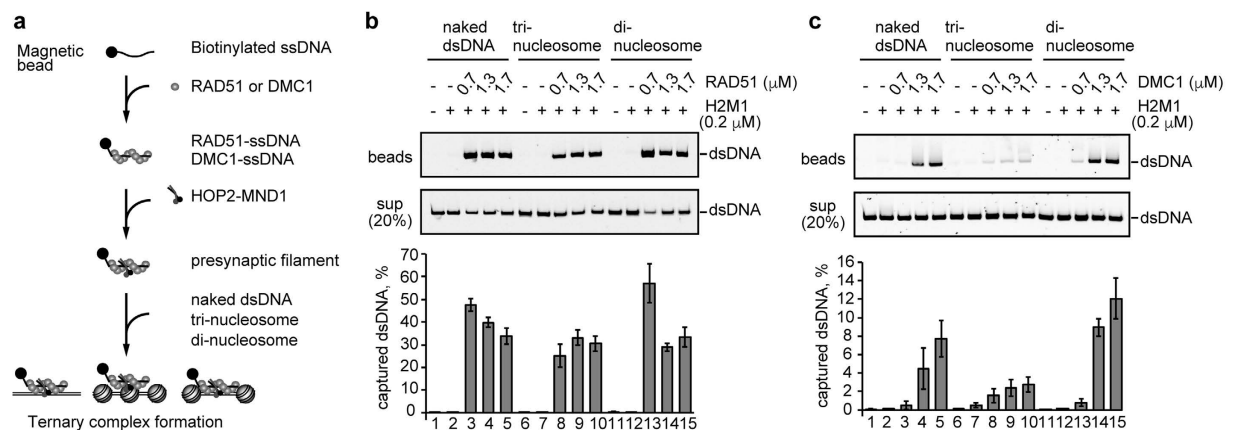 a
Magnetic bead
Biotinylated ssDNA
RAD51 or DMC1
RAD51-ssDNA
DMC1-ssDNA
HOP2-MND1
presynaptic filament
naked dsDNA
tri-nucleosome
di-nucleosome
Ternary complex formation
b
naked dsDNA
tri-nucleosome
di-nucleosome
- - 0.7 1.3 1.7 - - 0.7 1.3 1.7 - - 0.7 1.3 1.7 RAD51 (μM)
- + + + + - + + + + - + + + + H2M1 (0.2 μM)
beads
dsDNA
sup (20%)
dsDNA
captured dsDNA, %
70
60
50
40
30
20
10
0
1 2 3 4 5 6 7 8 9 10 11 12 13 14 15
c
naked dsDNA
tri-nucleosome
di-nucleosome
- - 0.7 1.3 1.7 - - 0.7 1.3 1.7 - - 0.7 1.3 1.7 DMC1 (μM)
- + + + + - + + + + - + + + + H2M1 (0.2 μM)
beads
dsDNA
sup (20%)
dsDNA
captured dsDNA, %
16
14
12
10
8
6
4
2
0
1 2 3 4 5 6 7 8 9 10 11 12 13 14 15